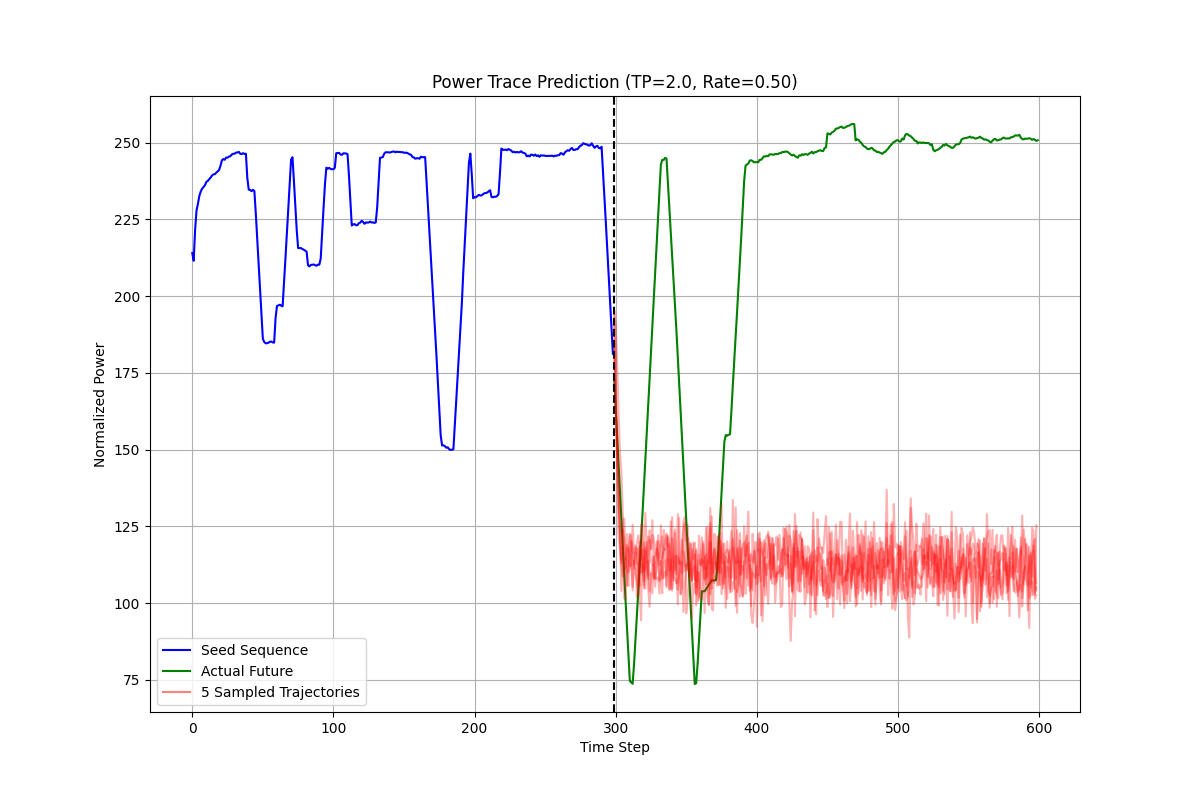 Power Trace Prediction (TP=2.0, Rate=0.50)
Normalized Power
250
225
200
175
150
125
100
75
Seed Sequence
Actual Future
5 Sampled Trajectories
0 100 200 300 400 500 600
Time Step